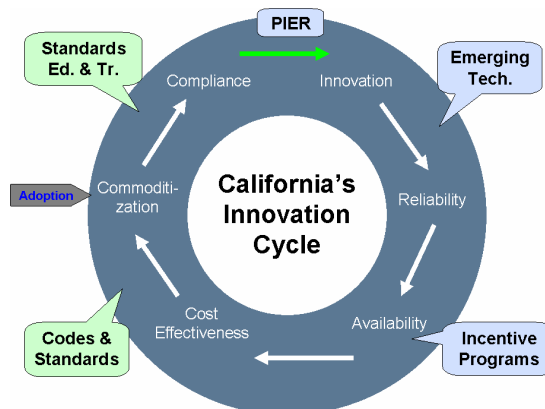 PIER
Standards
Ed. & Tr.
Emerging
Tech.
Compliance
Innovation
California's
Innovation
Cycle
Adoption
Commoditi-
zation
Reliability
Cost
Effectiveness
Availability
Codes &
Standards
Incentive
Programs